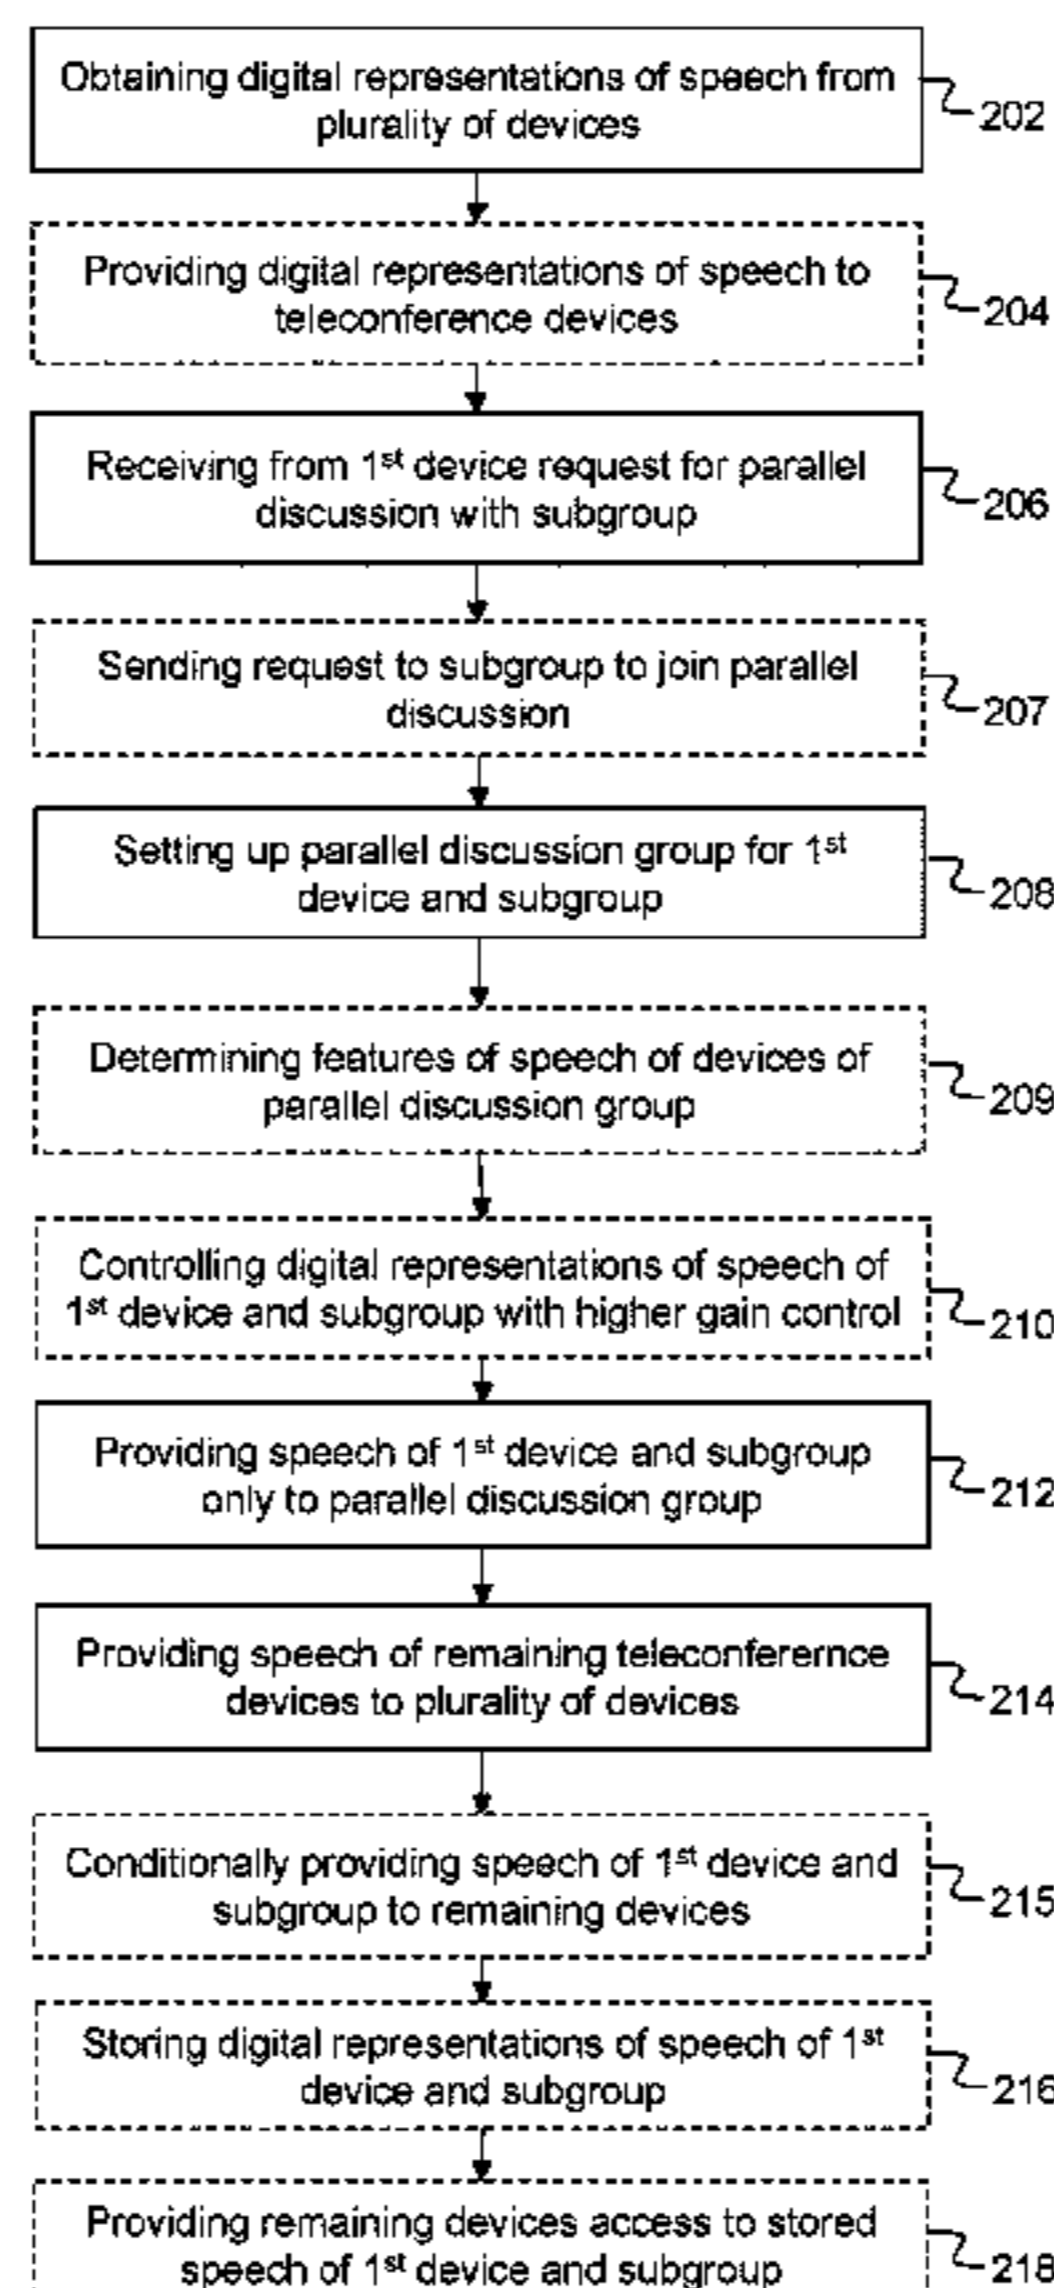 Obtaining digital representations of speech from
plurality of devices
202
Providing digital representations of speech to
teleconference devices
204
Receiving from 1st device request for parallel
discussion with subgroup
206
Sending request to subgroup to join parallel
discussion
207
Setting up parallel discussion group for 1st
device and subgroup
208
Determining features of speech of devices of
parallel discussion group
209
Controlling digital representations of speech of
1st device and subgroup with higher gain control
210
Providing speech of 1st device and subgroup
only to parallel discussion group
212
Providing speech of remaining teleconferernce
devices to plurality of devices
214
Conditionally providing speech of 1st device and
subgroup to remaining devices
215
Storing digital representations of speech of 1st
device and subgroup
216
Providing remaining devices access to stored
speech of 1st device and subgroup
218